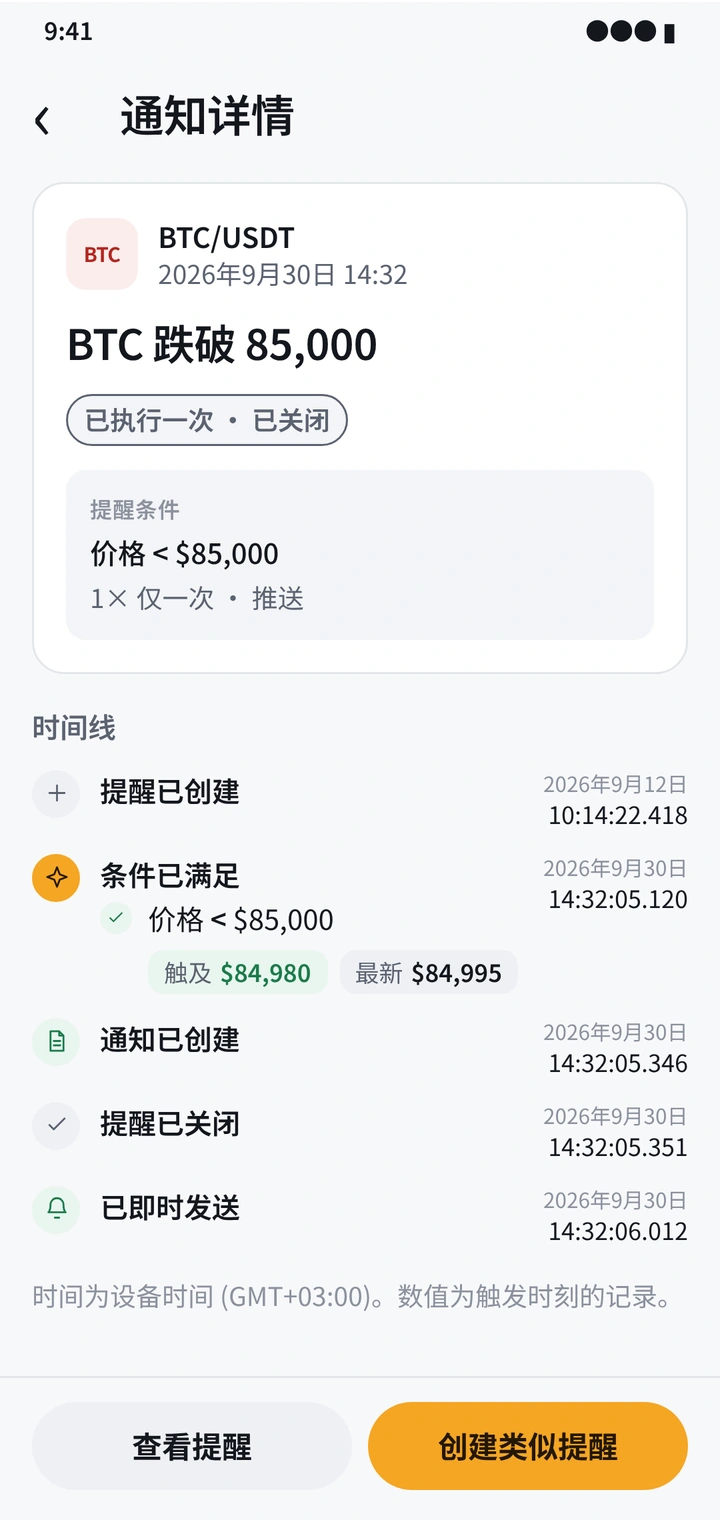 9:41
通知详情
BTC
BTC/USDT
2026年9月30日 14:32
BTC 跌破 85,000
已执行一次 · 已关闭
提醒条件
价格 < $85,000
1× 仅一次 · 推送
时间线
提醒已创建
2026年9月12日
10:14:22.418
条件已满足
2026年9月30日
14:32:05.120
价格 < $85,000
触及 $84,980 最新 $84,995
通知已创建
2026年9月30日
14:32:05.346
提醒已关闭
2026年9月30日
14:32:05.351
已即时发送
2026年9月30日
14:32:06.012
时间为设备时间 (GMT+03:00)。数值为触发时刻的记录。
查看提醒 创建类似提醒